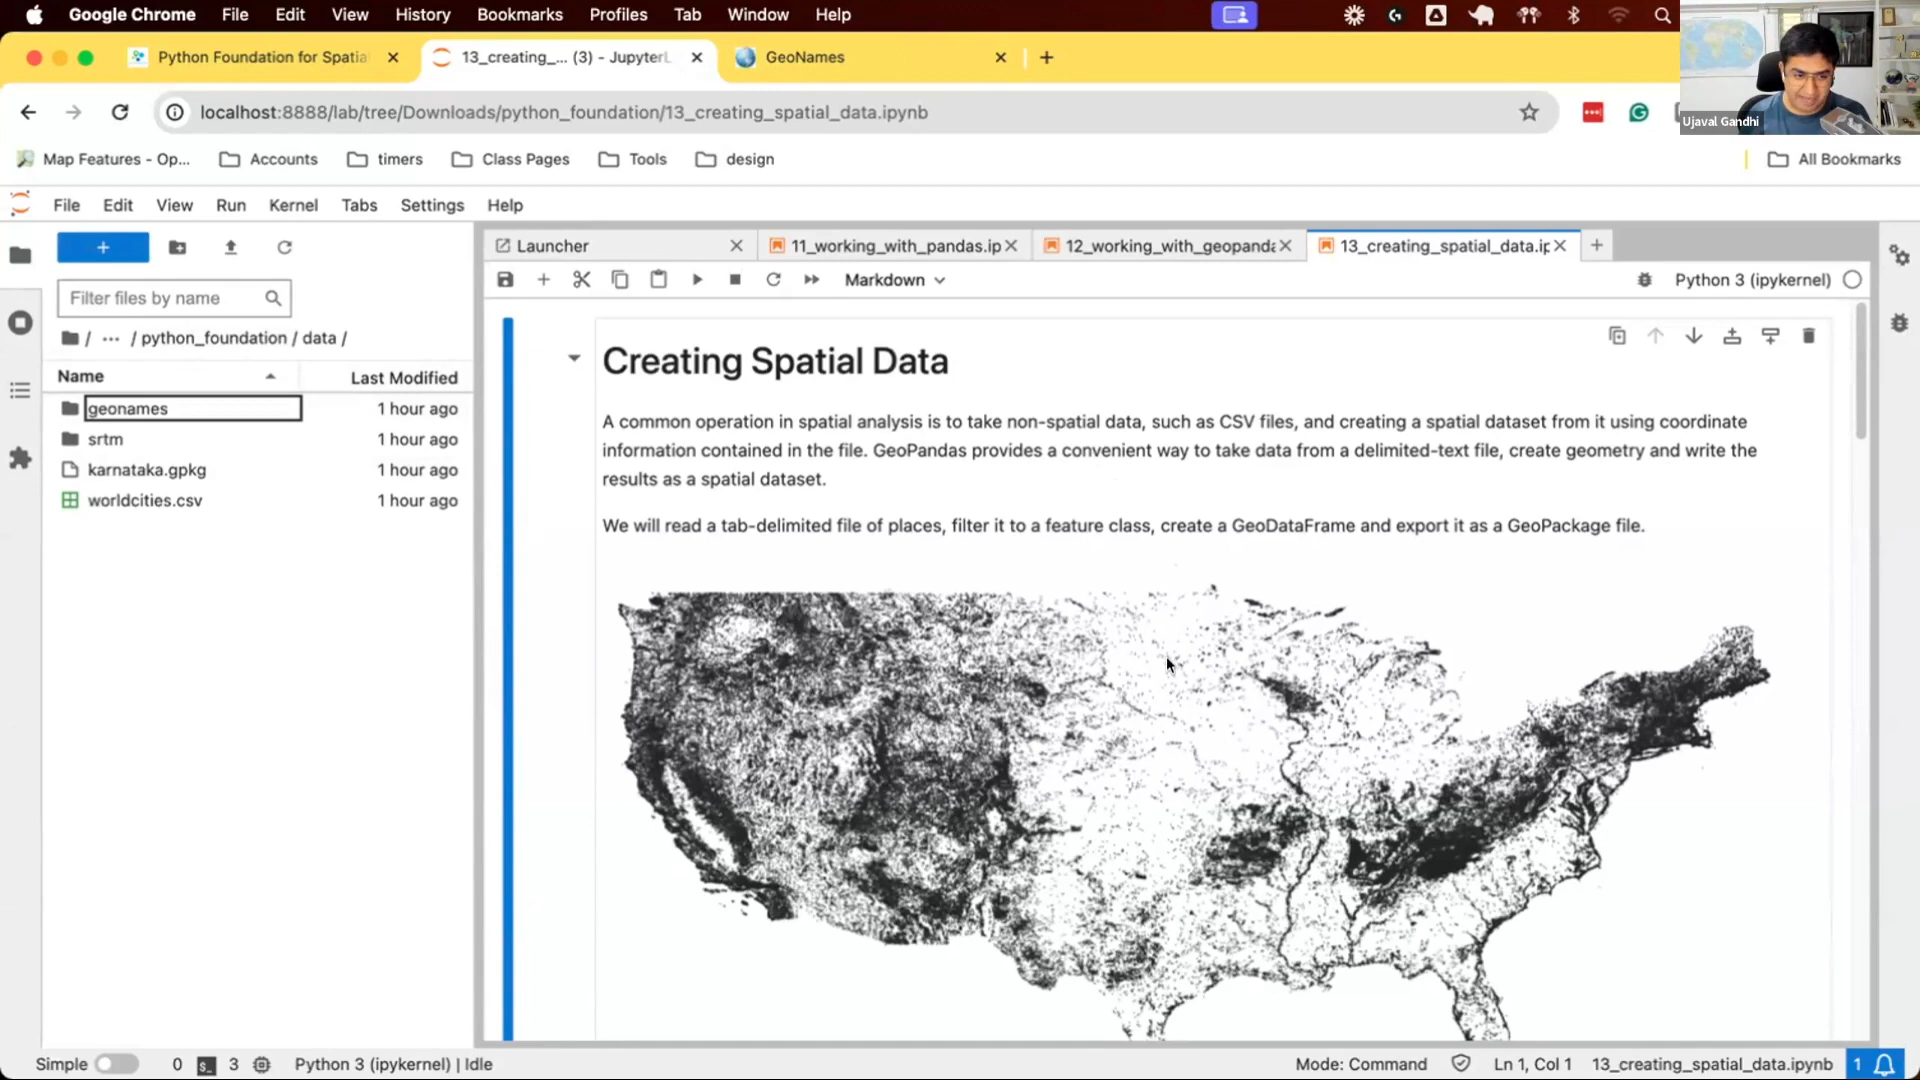 Google Chrome File Edit View History Bookmarks Profiles Tab Window Help
Python Foundation for Spatia
13_creating_... (3) - JupyterL
GeoNames
localhost:8888/lab/tree/Downloads/python_foundation/13_creating_spatial_data.ipynb
Ujaval Gandhi
Map Features - Op... Accounts timers Class Pages Tools design All Bookmarks
File Edit View Run Kernel Tabs Settings Help
Launcher
11_working_with_pandas.ip
12_working_with_geopanda
13_creating_spatial_data.ip
Markdown
Python 3 (ipykernel)
Filter files by name
/ ... / python_foundation / data /
Name Last Modified
geonames 1 hour ago
srtm 1 hour ago
karnataka.gpkg 1 hour ago
worldcities.csv 1 hour ago
Creating Spatial Data
A common operation in spatial analysis is to take non-spatial data, such as CSV files, and creating a spatial dataset from it using coordinate
information contained in the file. GeoPandas provides a convenient way to take data from a delimited-text file, create geometry and write the
results as a spatial dataset.
We will read a tab-delimited file of places, filter it to a feature class, create a GeoDataFrame and export it as a GeoPackage file.
Simple 0 3 Python 3 (ipykernel) | Idle Mode: Command Ln 1, Col 1 13_creating_spatial_data.ipynb 1